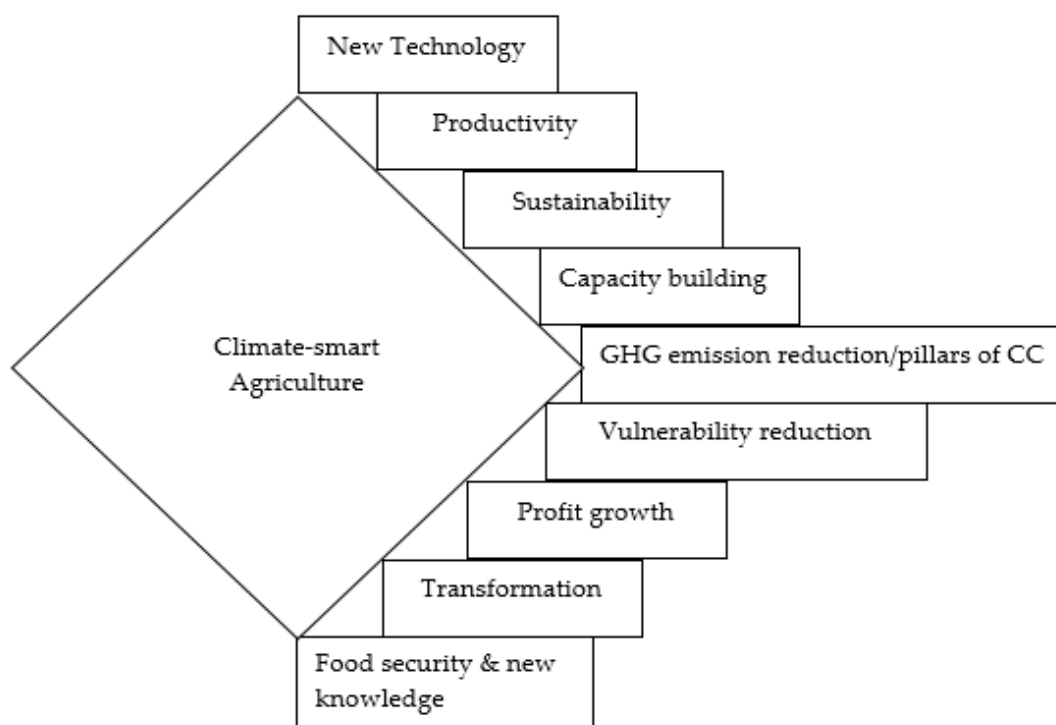 New Technology
Productivity
Sustainability
Capacity building
Climate-smart
Agriculture
GHG emission reduction/pillars of CC
Vulnerability reduction
Profit growth
Transformation
Food security & new
knowledge